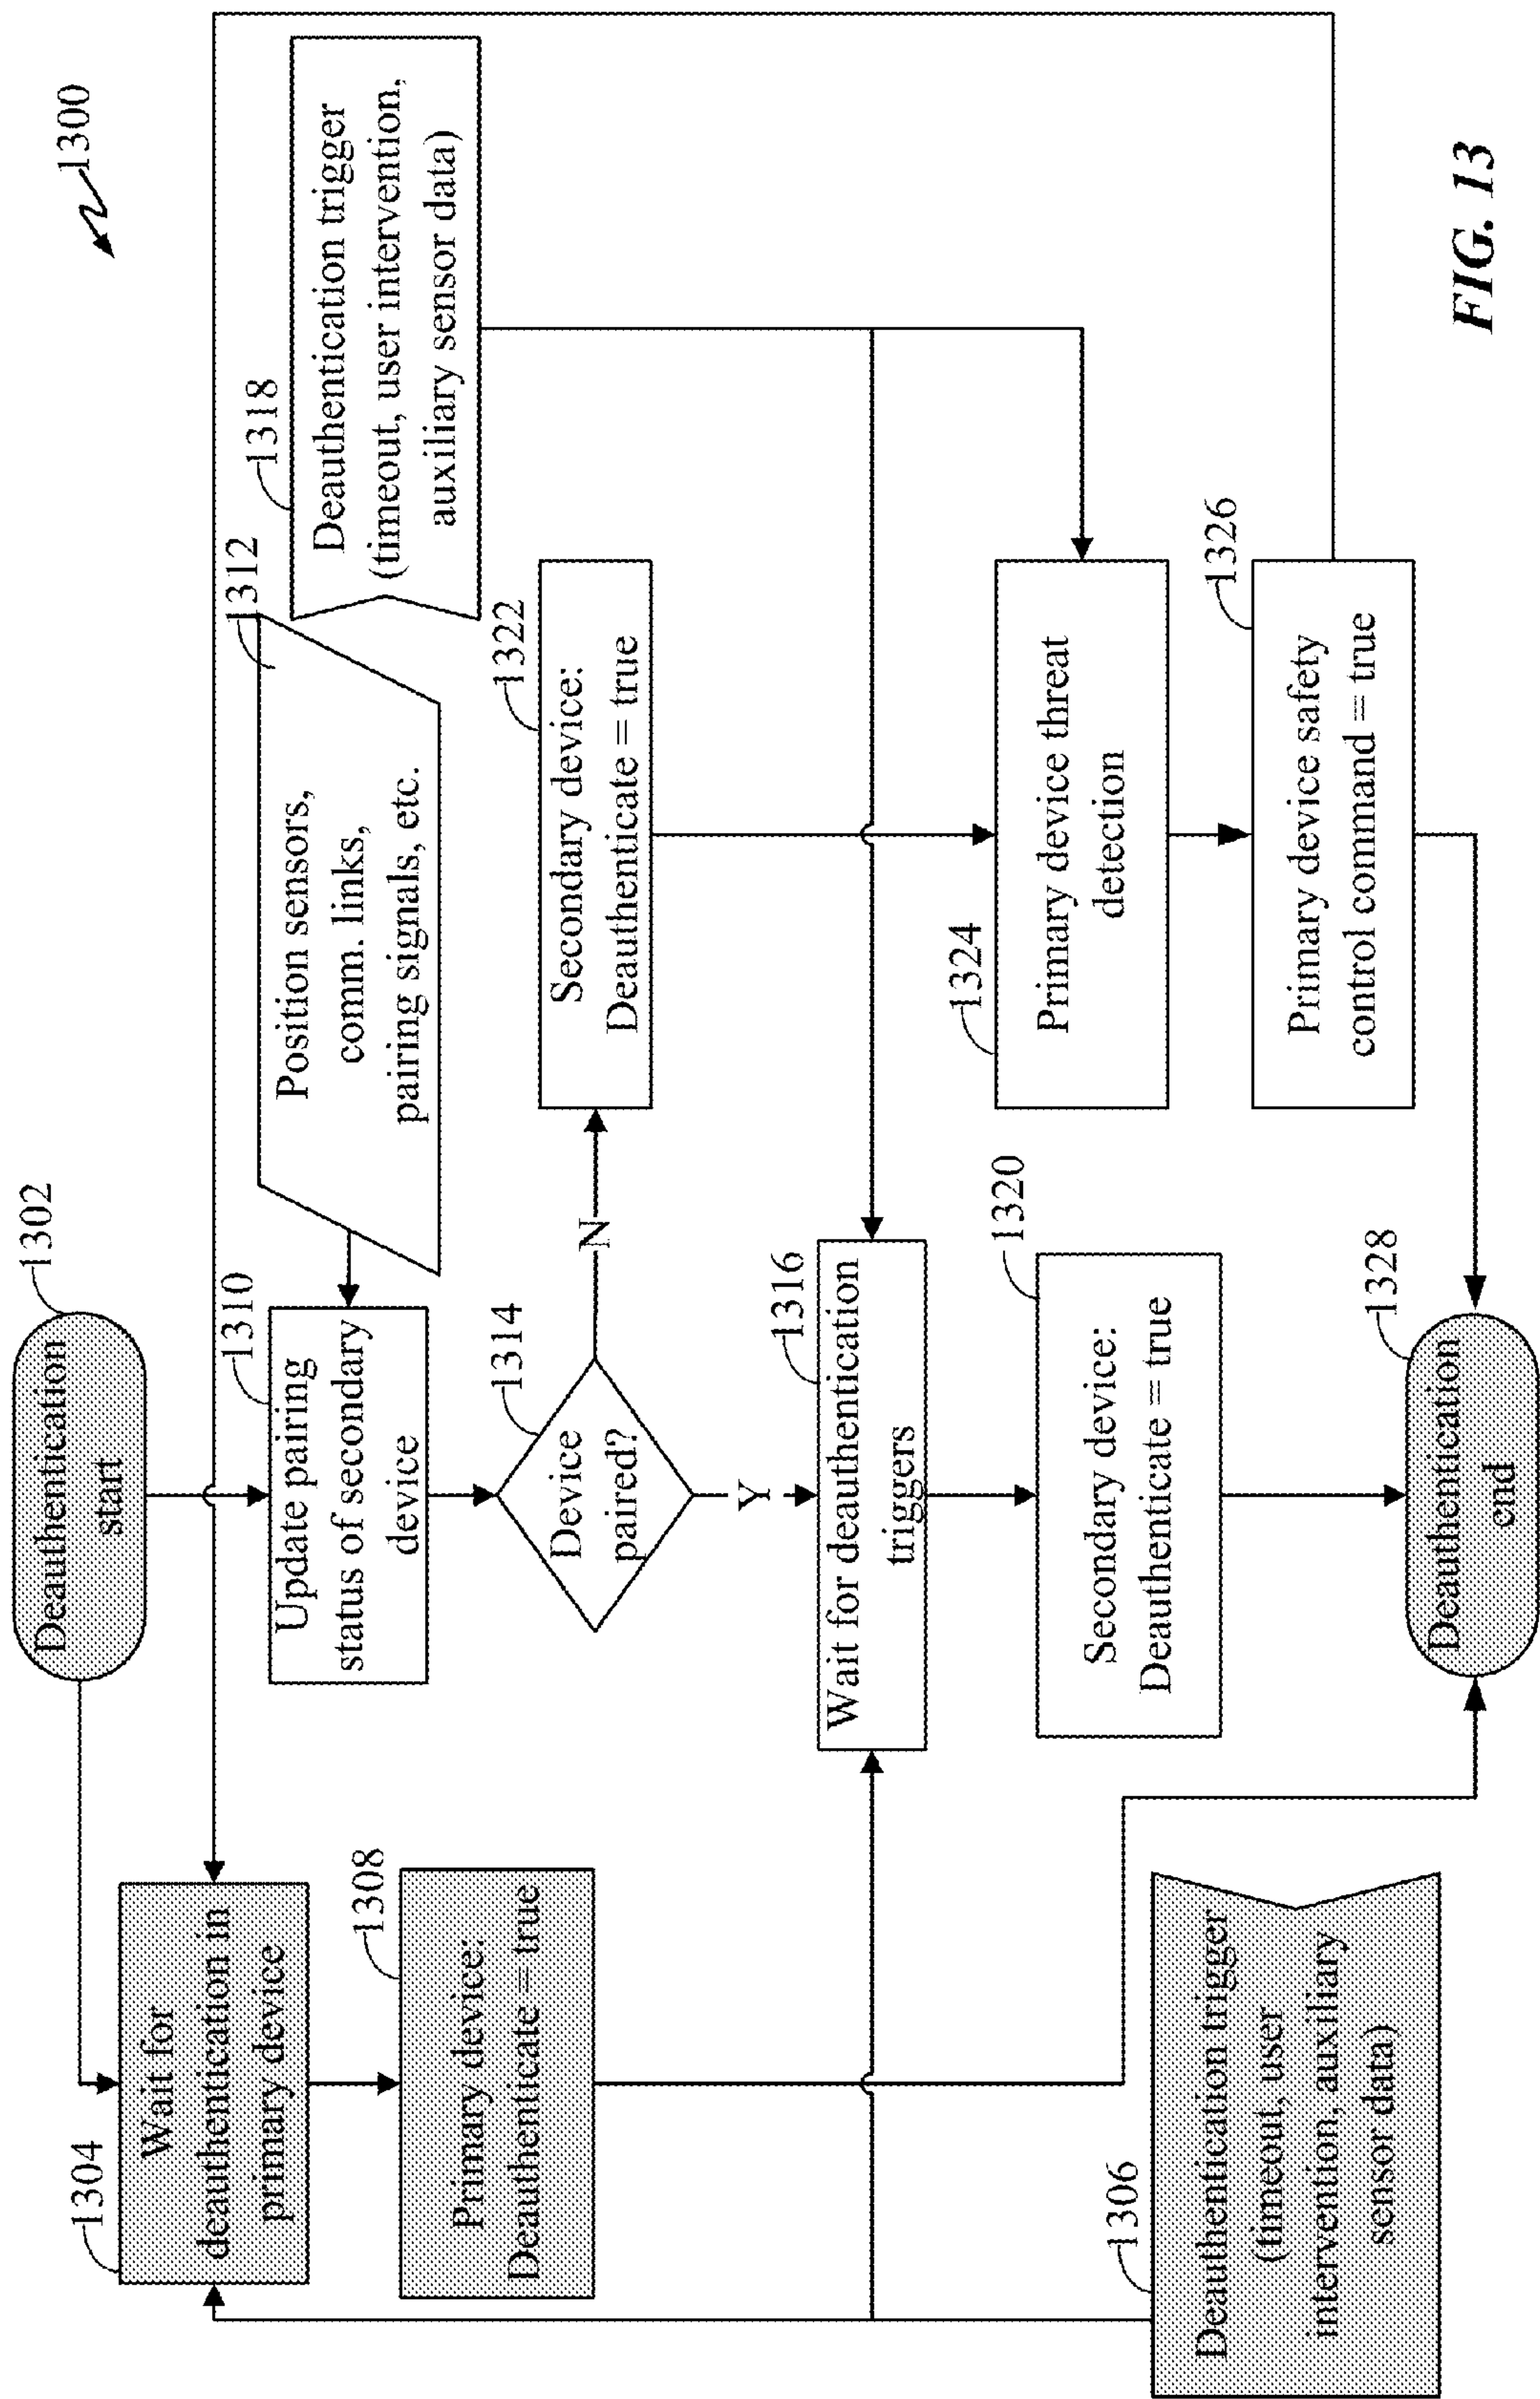 1300
Deauthentication
start
1302
1304
Wait for
deauthentication in
primary device
1310
Update pairing
status of secondary
device
1312
Position sensors,
comm. links,
pairing signals, etc.
1318
Deauthentication trigger
(timeout, user intervention,
auxiliary sensor data)
1308
Primary device:
Deauthenticate = true
1314
Device
paired?
N
Y
1322
Secondary device:
Deauthenticate = true
1316
Wait for deauthentication
triggers
1306
Deauthentication trigger
(timeout, user
intervention, auxiliary
sensor data)
1320
Secondary device:
Deauthenticate = true
1324
Primary device threat
detection
1326
Primary device safety
control command = true
1328
Deauthentication
end
FIG. 13